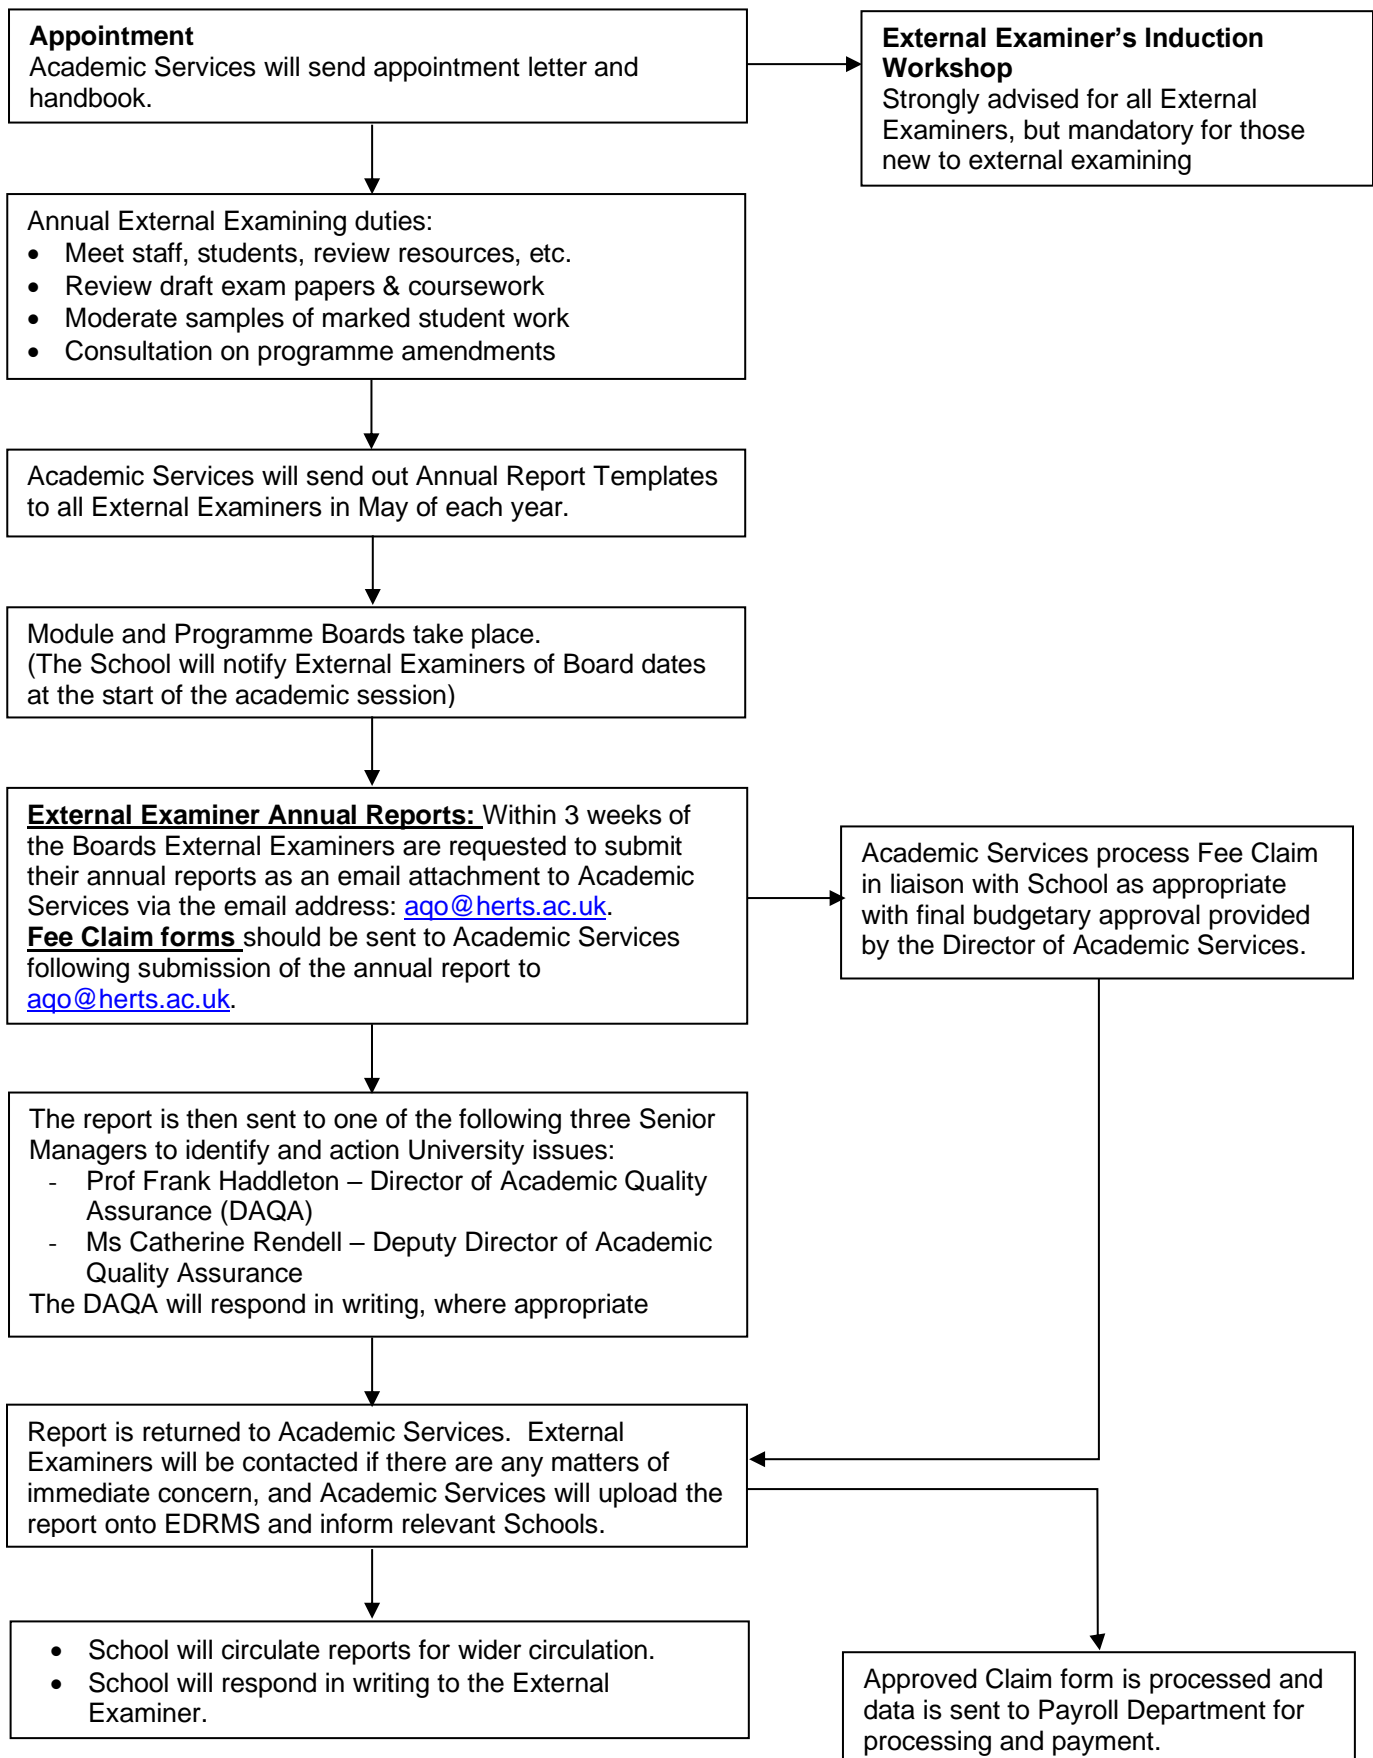 Appointment
Academic Services will send appointment letter and
handbook.
External Examiner’s Induction
Workshop
Strongly advised for all External
Examiners, but mandatory for those
new to external examining
Annual External Examining duties:
• Meet staff, students, review resources, etc.
• Review draft exam papers & coursework
• Moderate samples of marked student work
• Consultation on programme amendments
Academic Services will send out Annual Report Templates
to all External Examiners in May of each year.
Module and Programme Boards take place.
(The School will notify External Examiners of Board dates
at the start of the academic session)
External Examiner Annual Reports: Within 3 weeks of
the Boards External Examiners are requested to submit
their annual reports as an email attachment to Academic
Services via the email address: aqo@herts.ac.uk.
Fee Claim forms should be sent to Academic Services
following submission of the annual report to
aqo@herts.ac.uk.
Academic Services process Fee Claim
in liaison with School as appropriate
with final budgetary approval provided
by the Director of Academic Services.
The report is then sent to one of the following three Senior
Managers to identify and action University issues:
- Prof Frank Haddleton – Director of Academic Quality
Assurance (DAQA)
- Ms Catherine Rendell – Deputy Director of Academic
Quality Assurance
The DAQA will respond in writing, where appropriate
Report is returned to Academic Services. External
Examiners will be contacted if there are any matters of
immediate concern, and Academic Services will upload the
report onto EDRMS and inform relevant Schools.
• School will circulate reports for wider circulation.
• School will respond in writing to the External
Examiner.
Approved Claim form is processed and
data is sent to Payroll Department for
processing and payment.